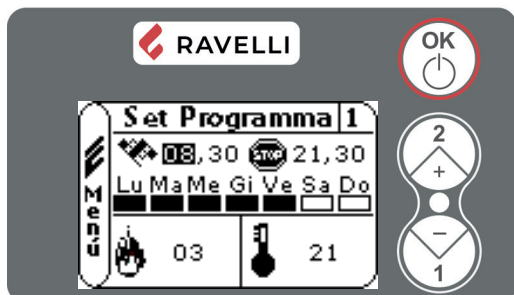 RAVELLI
OK
Set Programma 1
08,30 STOP 21,30
Lu Ma Me Gi Ve Sa Do
Menú
03
21
2
+
−
1